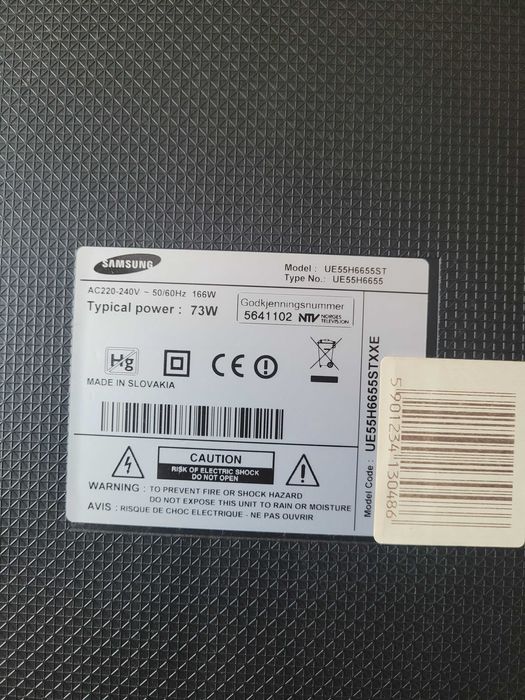 SAMSUNG
Model : UE55H6655ST
Type No.: UE55H6655
AC220-240V ~ 50/60Hz 166W
Typical power : 73W
Godkjenningsnummer
5641102 NTV NORGES TELEVISJON
Hg
CE
MADE IN SLOVAKIA
CAUTION
RISK OF ELECTRIC SHOCK
DO NOT OPEN
WARNING : TO PREVENT FIRE OR SHOCK HAZARD
DO NOT EXPOSE THIS UNIT TO RAIN OR MOISTURE
AVIS : RISQUE DE CHOC ELECTRIQUE - NE PAS OUVRIR
Model Code : UE55H6655STXXE
5901234130486